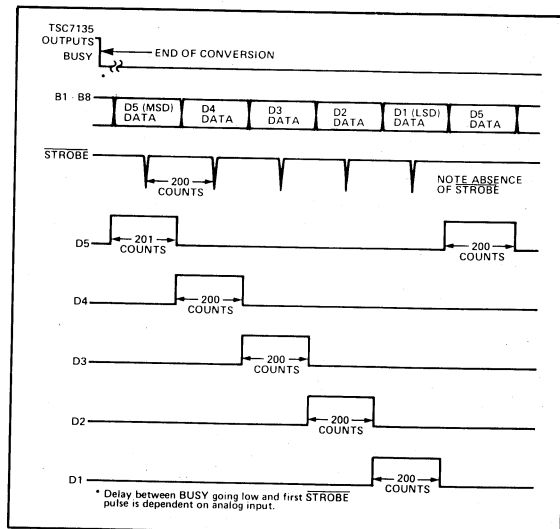 TSC7135
OUTPUTS
BUSY
END OF CONVERSION
*
B1 - B8
D5 (MSD)
DATA
D4
DATA
D3
DATA
D2
DATA
D1 (LSD)
DATA
D5
DATA
STROBE
200
COUNTS
NOTE ABSENCE
OF STROBE
D5
201
COUNTS
200
COUNTS
D4
200
COUNTS
D3
200
COUNTS
D2
200
COUNTS
D1
200
COUNTS
* Delay between BUSY going low and first STROBE
pulse is dependent on analog input.